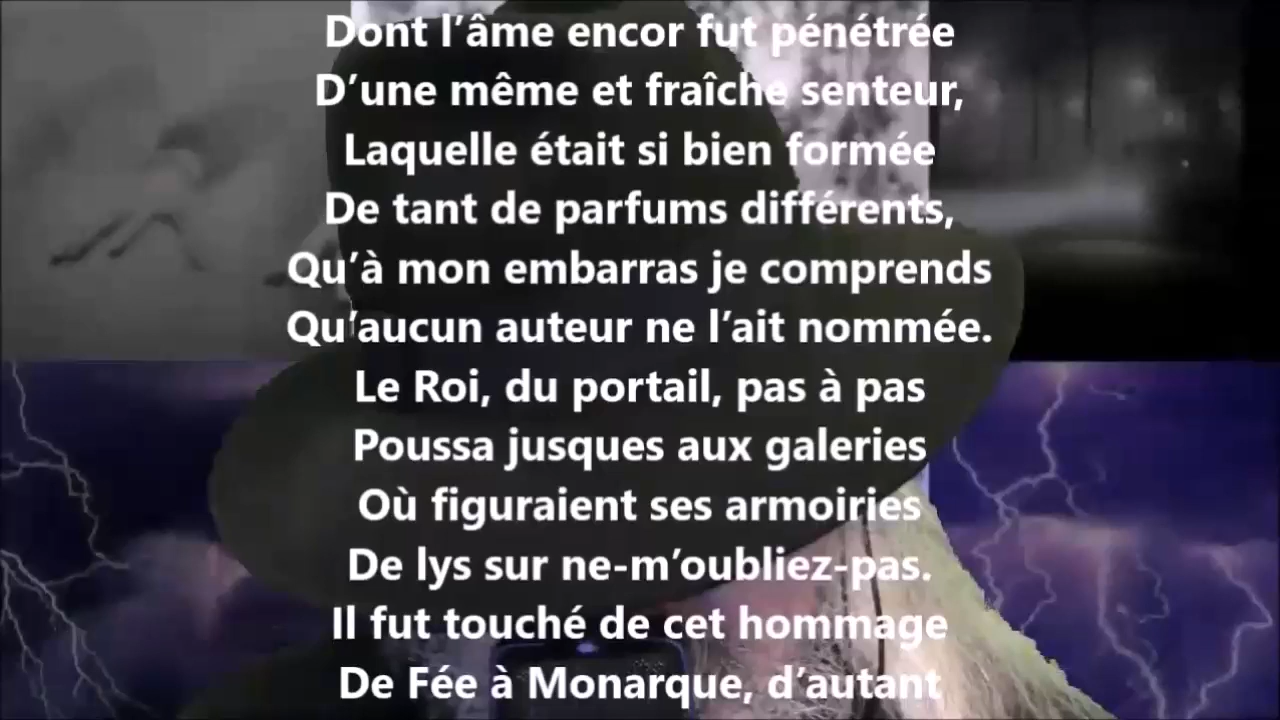 Dont l’âme encor fut pénétrée
D’une même et fraîche senteur,
Laquelle était si bien formée
De tant de parfums différents,
Qu’à mon embarras je comprends
Qu’aucun auteur ne l’ait nommée.
Le Roi, du portail, pas à pas
Poussa jusques aux galeries
Où figuraient ses armoiries
De lys sur ne-m’oubliez-pas.
Il fut touché de cet hommage
De Fée à Monarque, d’autant